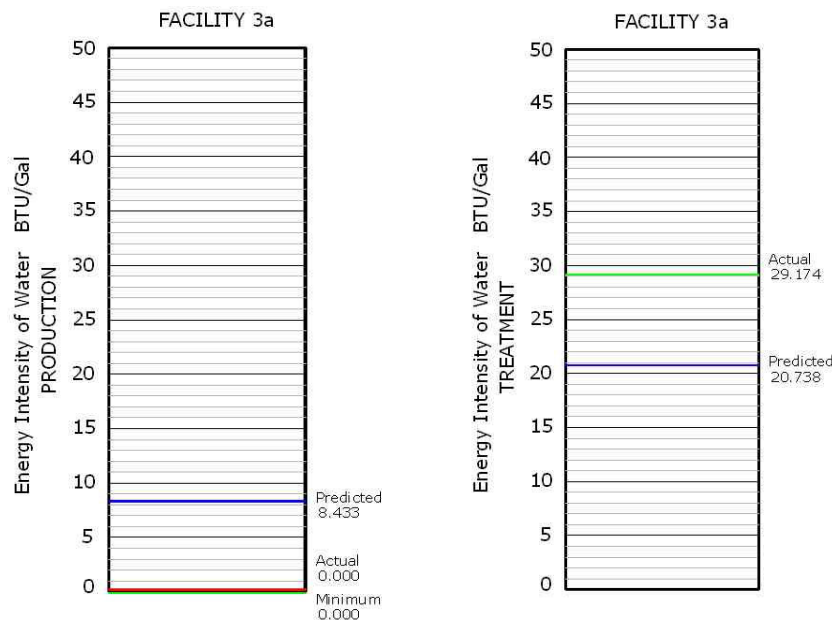 FACILITY 3a
50
45
40
35
30
25
20
15
10
5
0
Energy Intensity of Water BTU/Gal
PRODUCTION
Predicted
8.433
Actual
0.000
Minimum
0.000
FACILITY 3a
50
45
40
35
30
25
20
15
10
5
0
Energy Intensity of Water BTU/Gal
TREATMENT
Actual
29.174
Predicted
20.738